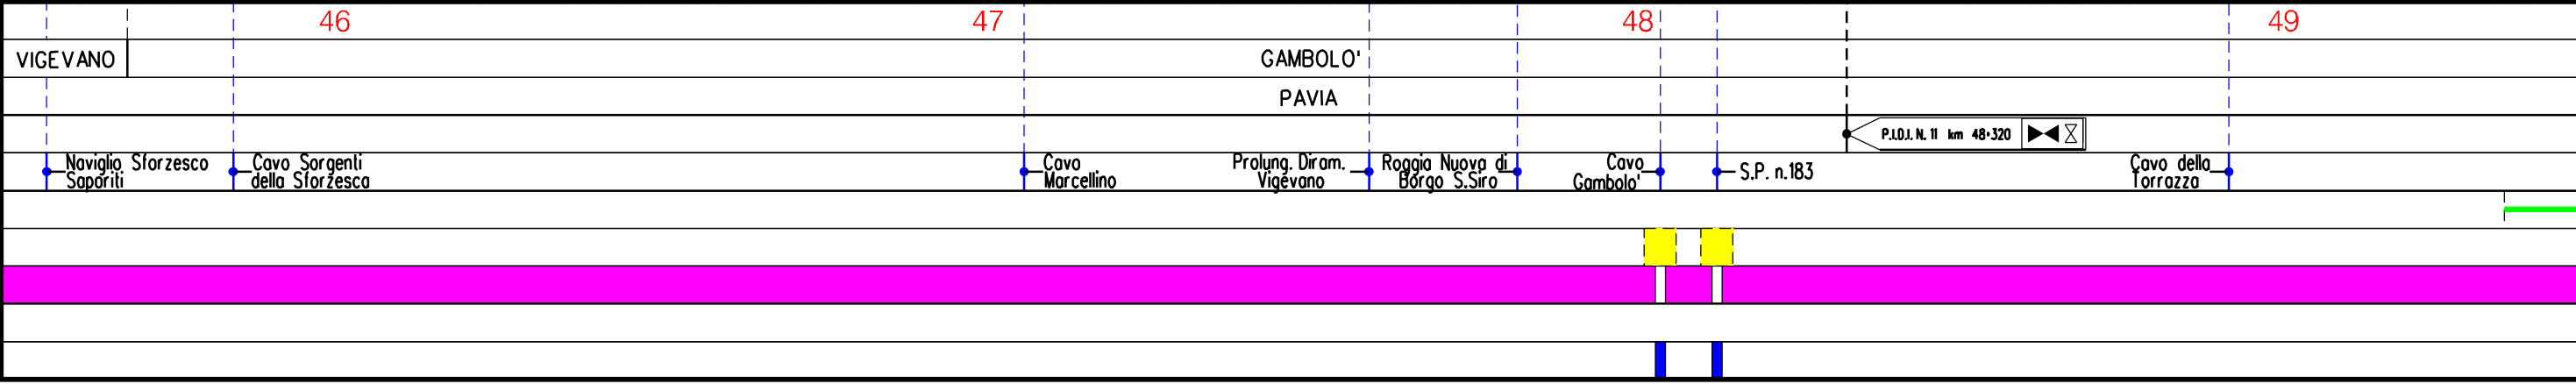 46 47 48 49
VIGEVANO GAMBOLO'
PAVIA
P.I.D.I. N. 11 km 48+320
Naviglio Sforzesco
Saporiti
Cavo Sorgenti
della Sforzesca
Cavo
Marcellino
Prolung. Diram.
Vigevano
Roggia Nuova di
Borgo S.Siro
Cavo
Gambolo'
S.P. n.183
Cavo della
Torrazza